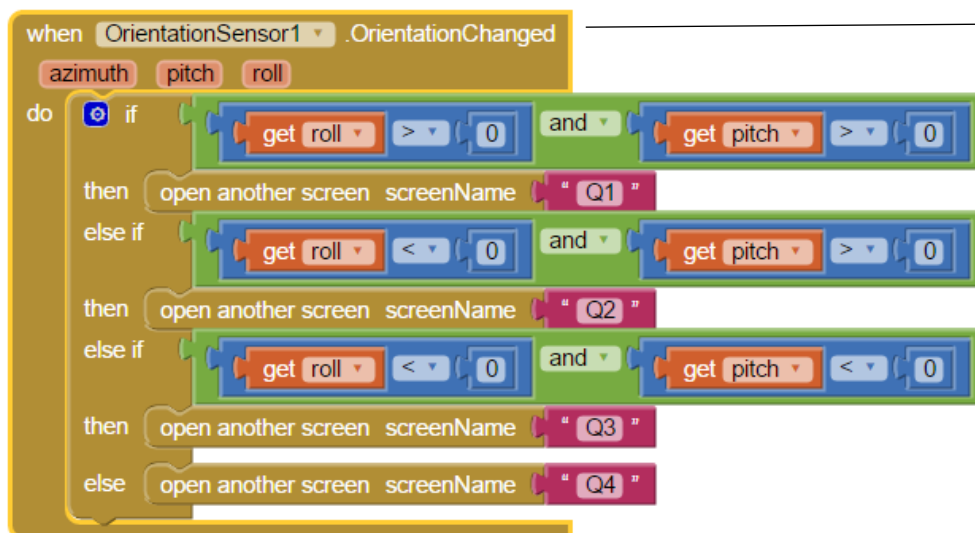 when OrientationSensor1 .OrientationChanged
azimuth pitch roll
do if get roll > 0 and get pitch > 0
then open another screen screenName " Q1 "
else if get roll < 0 and get pitch > 0
then open another screen screenName " Q2 "
else if get roll < 0 and get pitch < 0
then open another screen screenName " Q3 "
else open another screen screenName " Q4 "